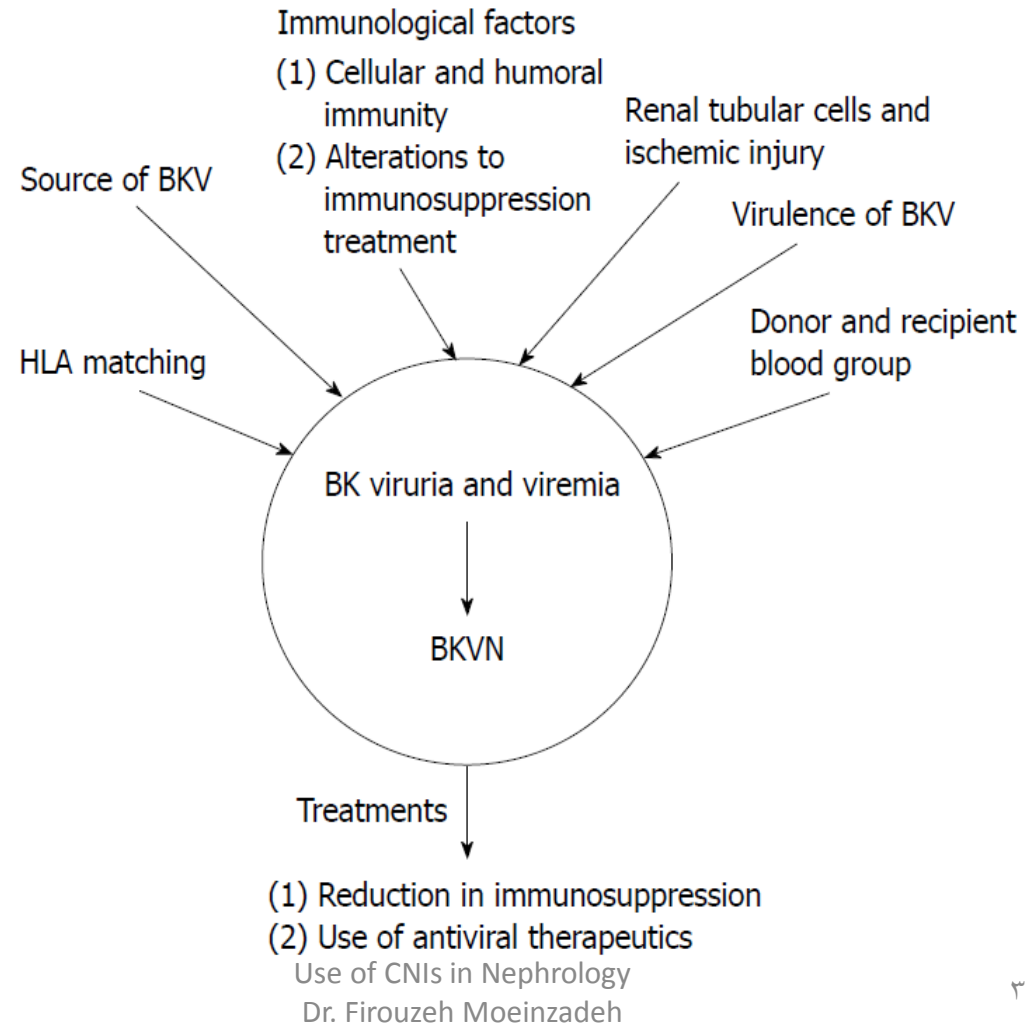 Immunological factors
(1) Cellular and humoral
immunity
(2) Alterations to
immunosuppression
treatment
Renal tubular cells and
ischemic injury
Source of BKV
Virulence of BKV
HLA matching
Donor and recipient
blood group
BK viruria and viremia
BKVN
Treatments
(1) Reduction in immunosuppression
(2) Use of antiviral therapeutics
Use of CNIs in Nephrology
Dr. Firouzeh Moeinzadeh
۳